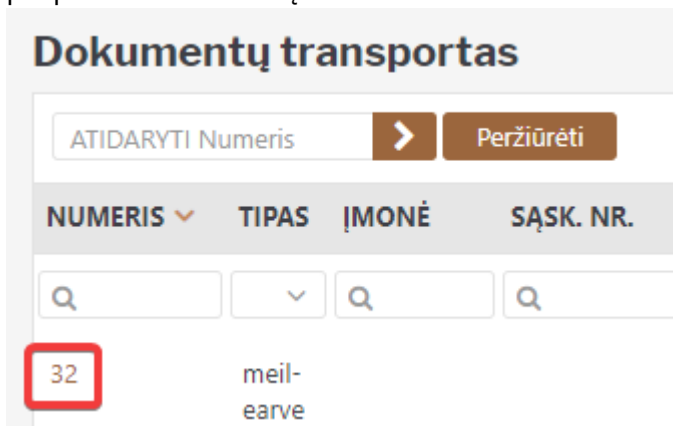 Dokumentų transportas
ATIDARYTI Numeris Peržiūrėti
NUMERIS TIPAS ĮMONĖ SĄSK. NR.
32 meil-
earve